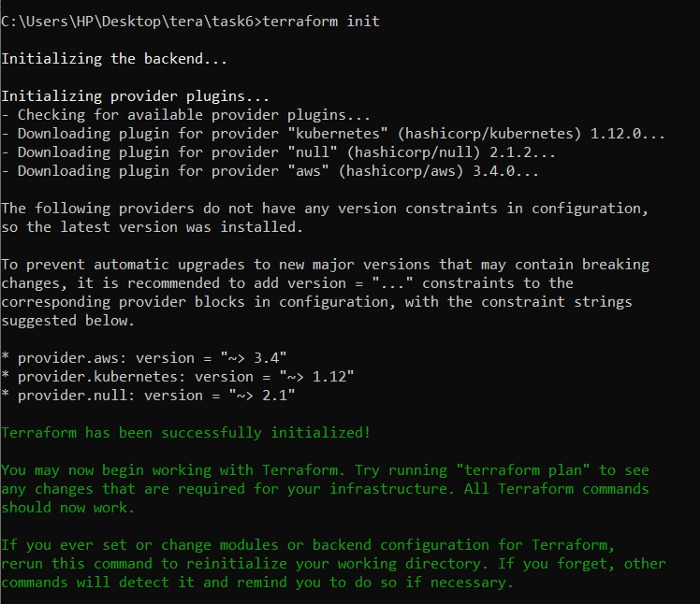 C:\Users\HP\Desktop\tera\task6>terraform init
Initializing the backend...
Initializing provider plugins...
- Checking for available provider plugins...
- Downloading plugin for provider "kubernetes" (hashicorp/kubernetes) 1.12.0...
- Downloading plugin for provider "null" (hashicorp/null) 2.1.2...
- Downloading plugin for provider "aws" (hashicorp/aws) 3.4.0...
The following providers do not have any version constraints in configuration,
so the latest version was installed.
To prevent automatic upgrades to new major versions that may contain breaking
changes, it is recommended to add version = "..." constraints to the
corresponding provider blocks in configuration, with the constraint strings
suggested below.
* provider.aws: version = "~> 3.4"
* provider.kubernetes: version = "~> 1.12"
* provider.null: version = "~> 2.1"
Terraform has been successfully initialized!
You may now begin working with Terraform. Try running "terraform plan" to see
any changes that are required for your infrastructure. All Terraform commands
should now work.
If you ever set or change modules or backend configuration for Terraform,
rerun this command to reinitialize your working directory. If you forget, other
commands will detect it and remind you to do so if necessary.